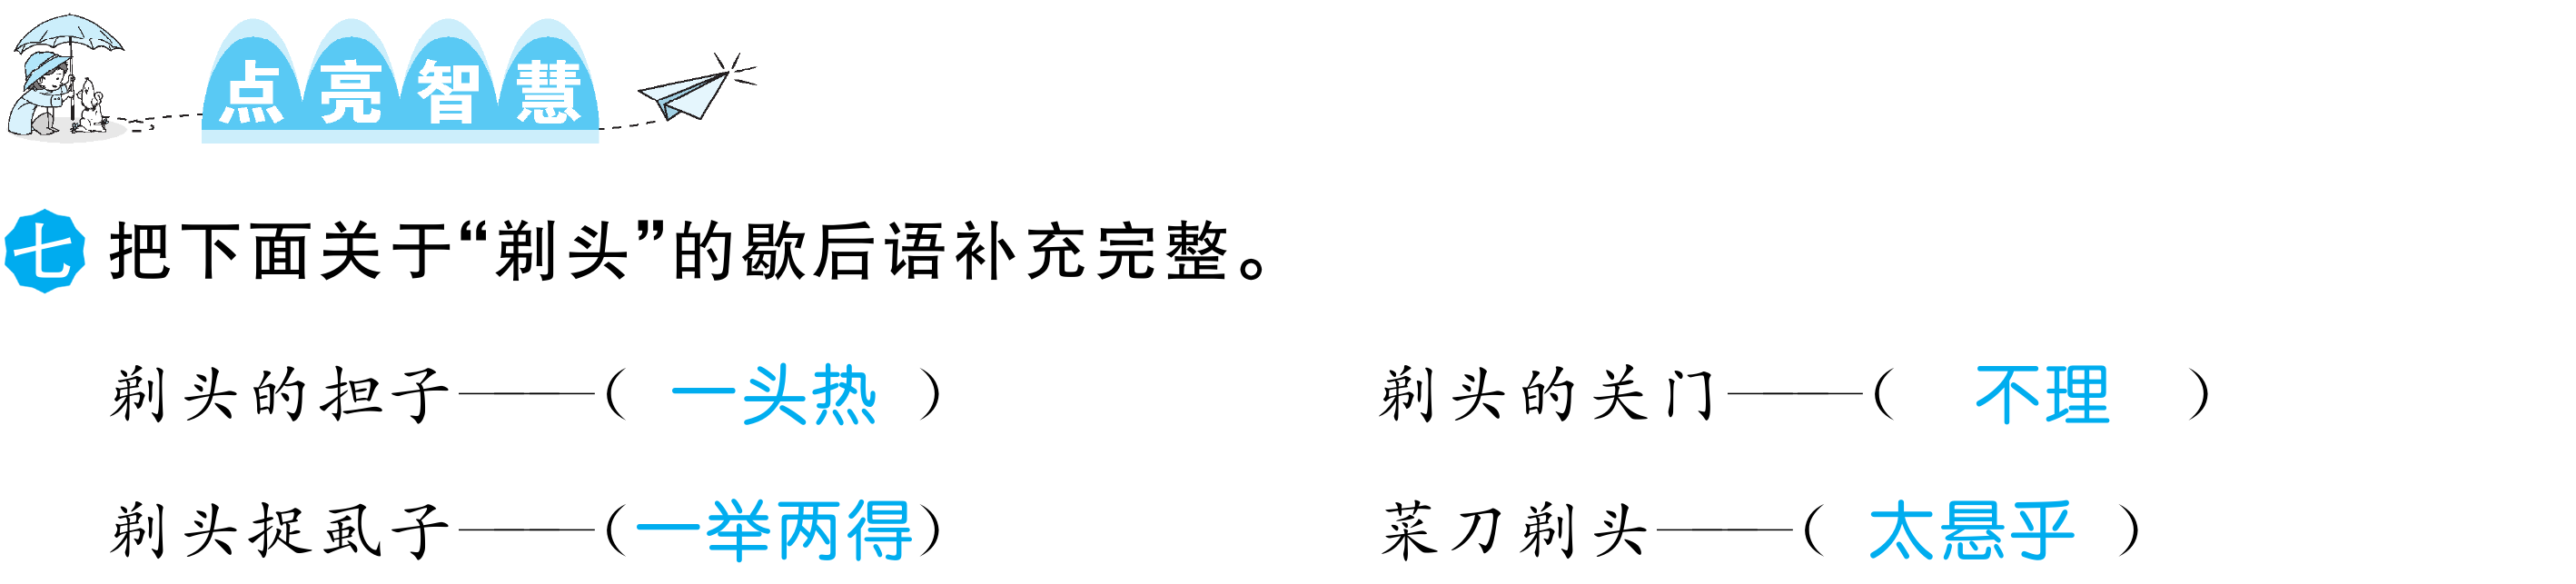 点亮智慧
七 把下面关于“剃头”的歇后语补充完整。
剃头的担子——（ 一头热 ） 剃头的关门——（ 不理 ）
剃头捉虱子——（一举两得） 菜刀剃头——（ 太悬乎 ）